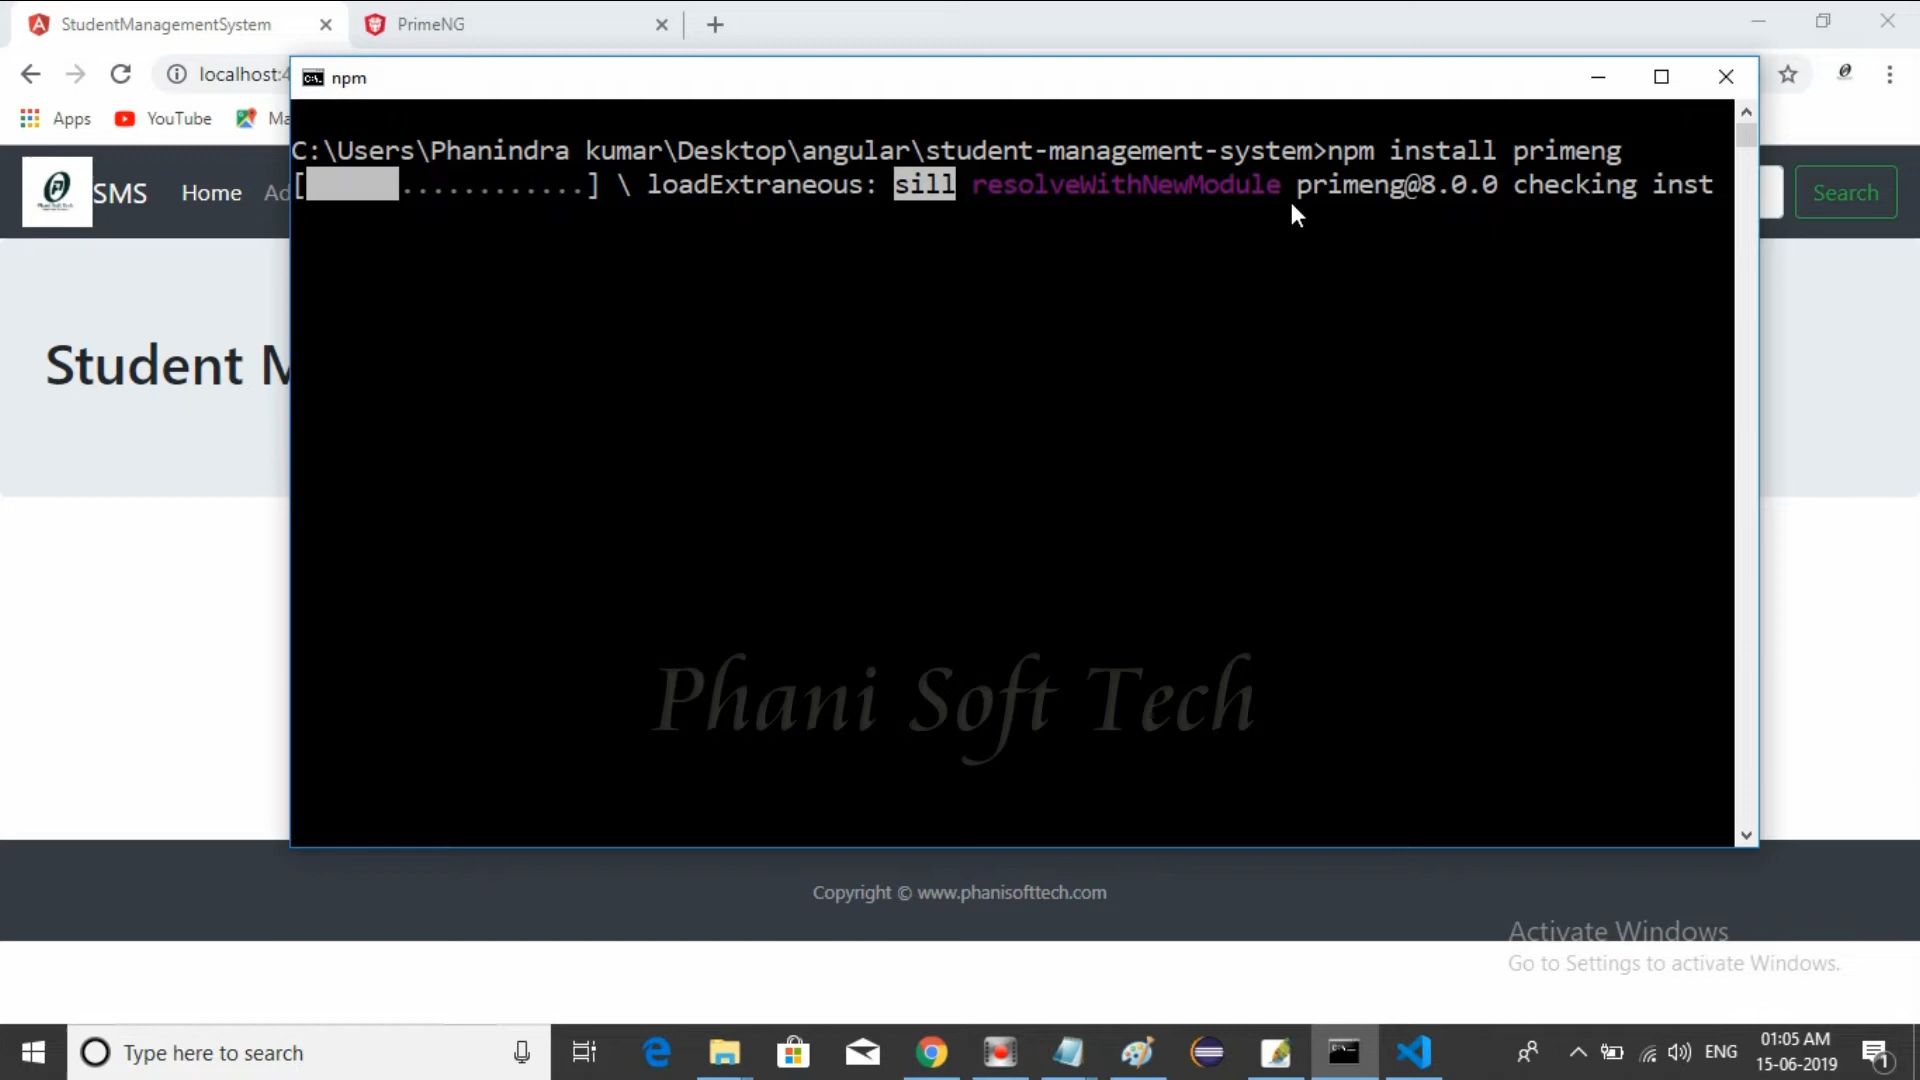 StudentManagementSystem
PrimeNG
localhost:4
npm
Apps
YouTube
Ma
C:\Users\Phanindra kumar\Desktop\angular\student-management-system>npm install primeng
[ ............] \ loadExtraneous: sill resolveWithNewModule primeng@8.0.0 checking inst
SMS
Home
Ad
Search
Student M
Phani Soft Tech
Copyright © www.phanisofttech.com
Activate Windows
Go to Settings to activate Windows.
Type here to search
ENG
01:05 AM
15-06-2019
1